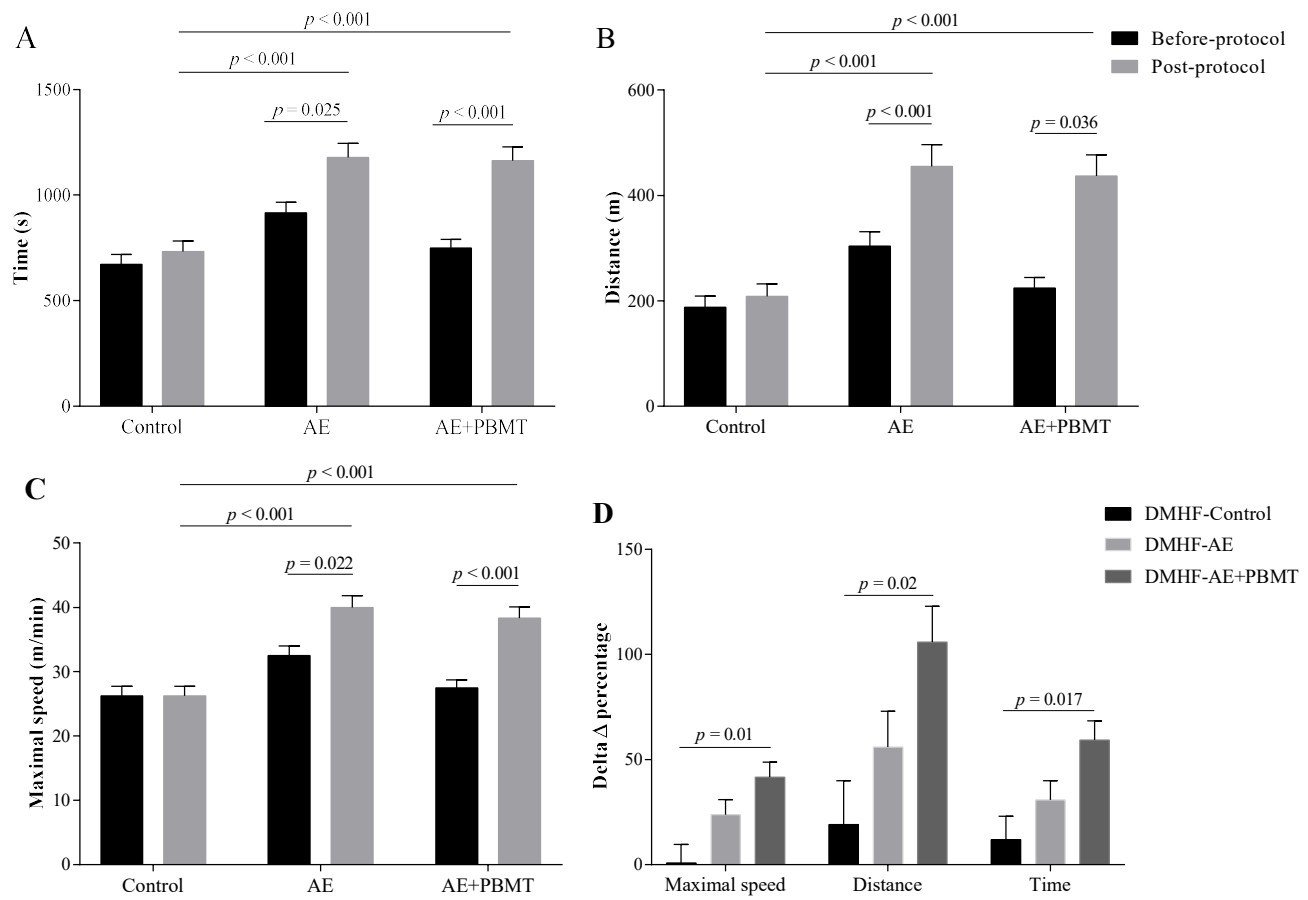 A
p < 0.001
p < 0.001
p = 0.025
p < 0.001
1500
1000
500
0
Time (s)
Control
AE
AE+PBMT
B
p < 0.001
p < 0.001
p < 0.001
p = 0.036
Before-protocol
Post-protocol
600
400
200
0
Distance (m)
Control
AE
AE+PBMT
C
p < 0.001
p < 0.001
p = 0.022
p < 0.001
50
40
30
20
10
0
Maximal speed (m/min)
Control
AE
AE+PBMT
D
DMHF-Control
DMHF-AE
DMHF-AE+PBMT
p = 0.02
p = 0.017
p = 0.01
150
100
50
0
Delta Δ percentage
Maximal speed
Distance
Time